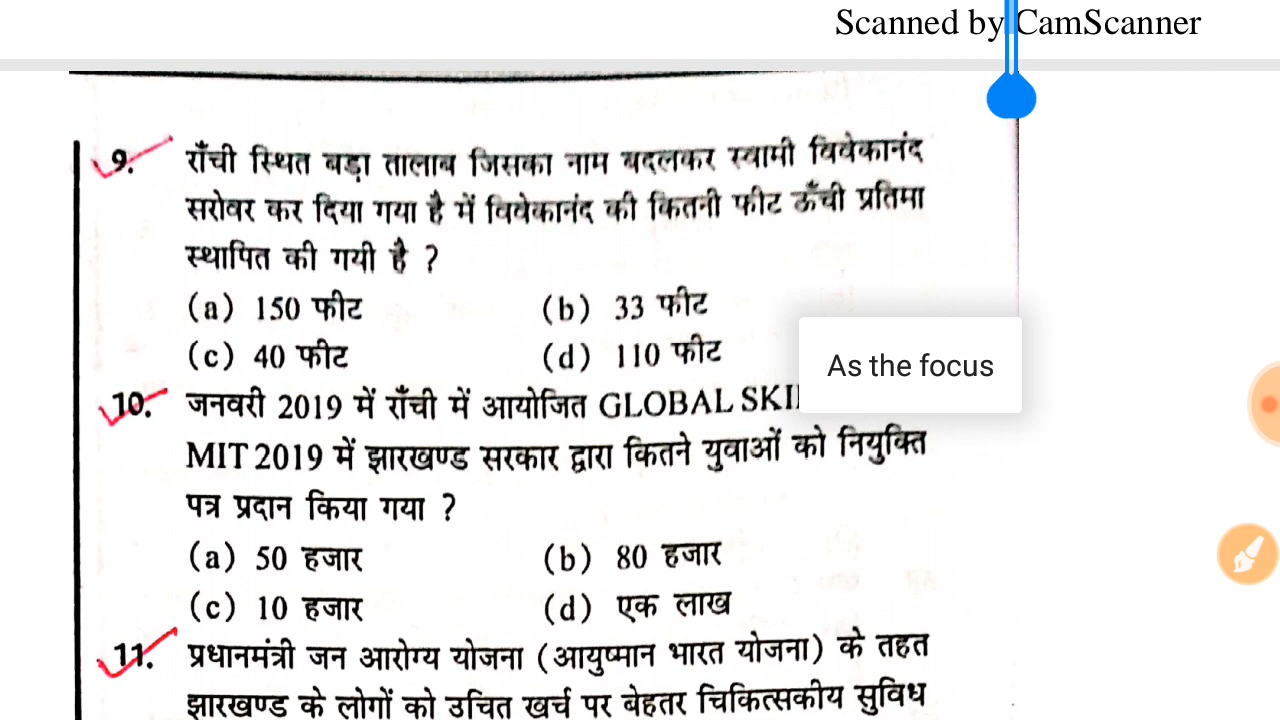 Scanned by CamScanner
9. राँची स्थित बड़ा तालाब जिसका नाम बदलकर स्वामी विवेकानंद
सरोवर कर दिया गया है में विवेकानंद की कितनी फीट ऊँची प्रतिमा
स्थापित की गयी है ?
(a) 150 फीट (b) 33 फीट
(c) 40 फीट (d) 110 फीट
As the focus
10. जनवरी 2019 में राँची में आयोजित GLOBAL SKI
MIT 2019 में झारखण्ड सरकार द्वारा कितने युवाओं को नियुक्ति
पत्र प्रदान किया गया ?
(a) 50 हजार (b) 80 हजार
(c) 10 हजार (d) एक लाख
11. प्रधानमंत्री जन आरोग्य योजना (आयुष्मान भारत योजना) के तहत
झारखण्ड के लोगों को उचित खर्च पर बेहतर चिकित्सकीय सुविध